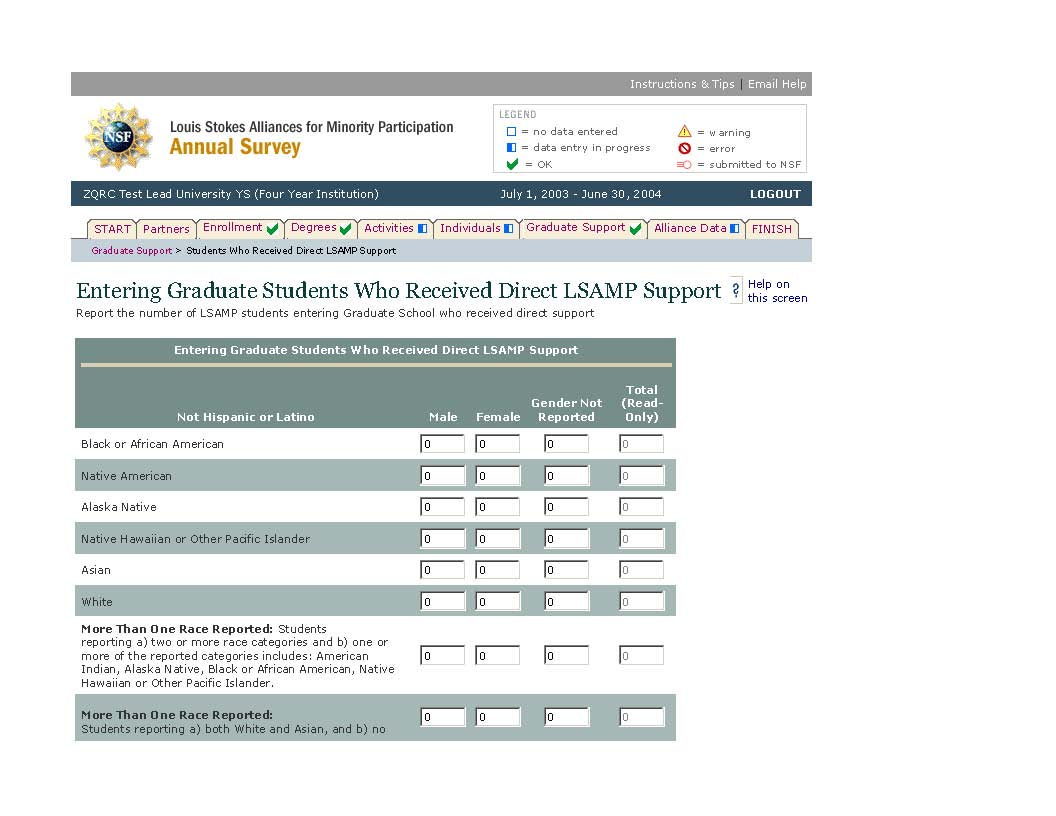 Instructions & Tips | Email Help
NSF
Louis Stokes Alliances for Minority Participation
Annual Survey
LEGEND
= no data entered
= warning
= data entry in progress
= error
= OK
= submitted to NSF
ZQRC Test Lead University YS (Four Year Institution) July 1, 2003 - June 30, 2004 LOGOUT
START Partners Enrollment Degrees Activities Individuals Graduate Support Alliance Data FINISH
Graduate Support > Students Who Received Direct LSAMP Support
Entering Graduate Students Who Received Direct LSAMP Support
? Help on
this screen
Report the number of LSAMP students entering Graduate School who received direct support
Entering Graduate Students Who Received Direct LSAMP Support
Not Hispanic or Latino
Male
Female
Gender Not
Reported
Total
(Read-
Only)
Black or African American 0 0 0 0
Native American 0 0 0 0
Alaska Native 0 0 0 0
Native Hawaiian or Other Pacific Islander 0 0 0 0
Asian 0 0 0 0
White 0 0 0 0
More Than One Race Reported: Students
reporting a) two or more race categories and b) one or
more of the reported categories includes: American
Indian, Alaska Native, Black or African American, Native
Hawaiian or Other Pacific Islander.
0 0 0 0
More Than One Race Reported:
Students reporting a) both White and Asian, and b) no
0 0 0 0